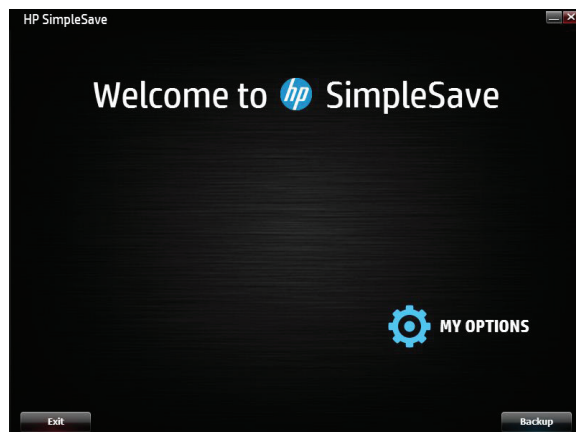 HP SimpleSave
Welcome to hp SimpleSave
MY OPTIONS
Exit Backup